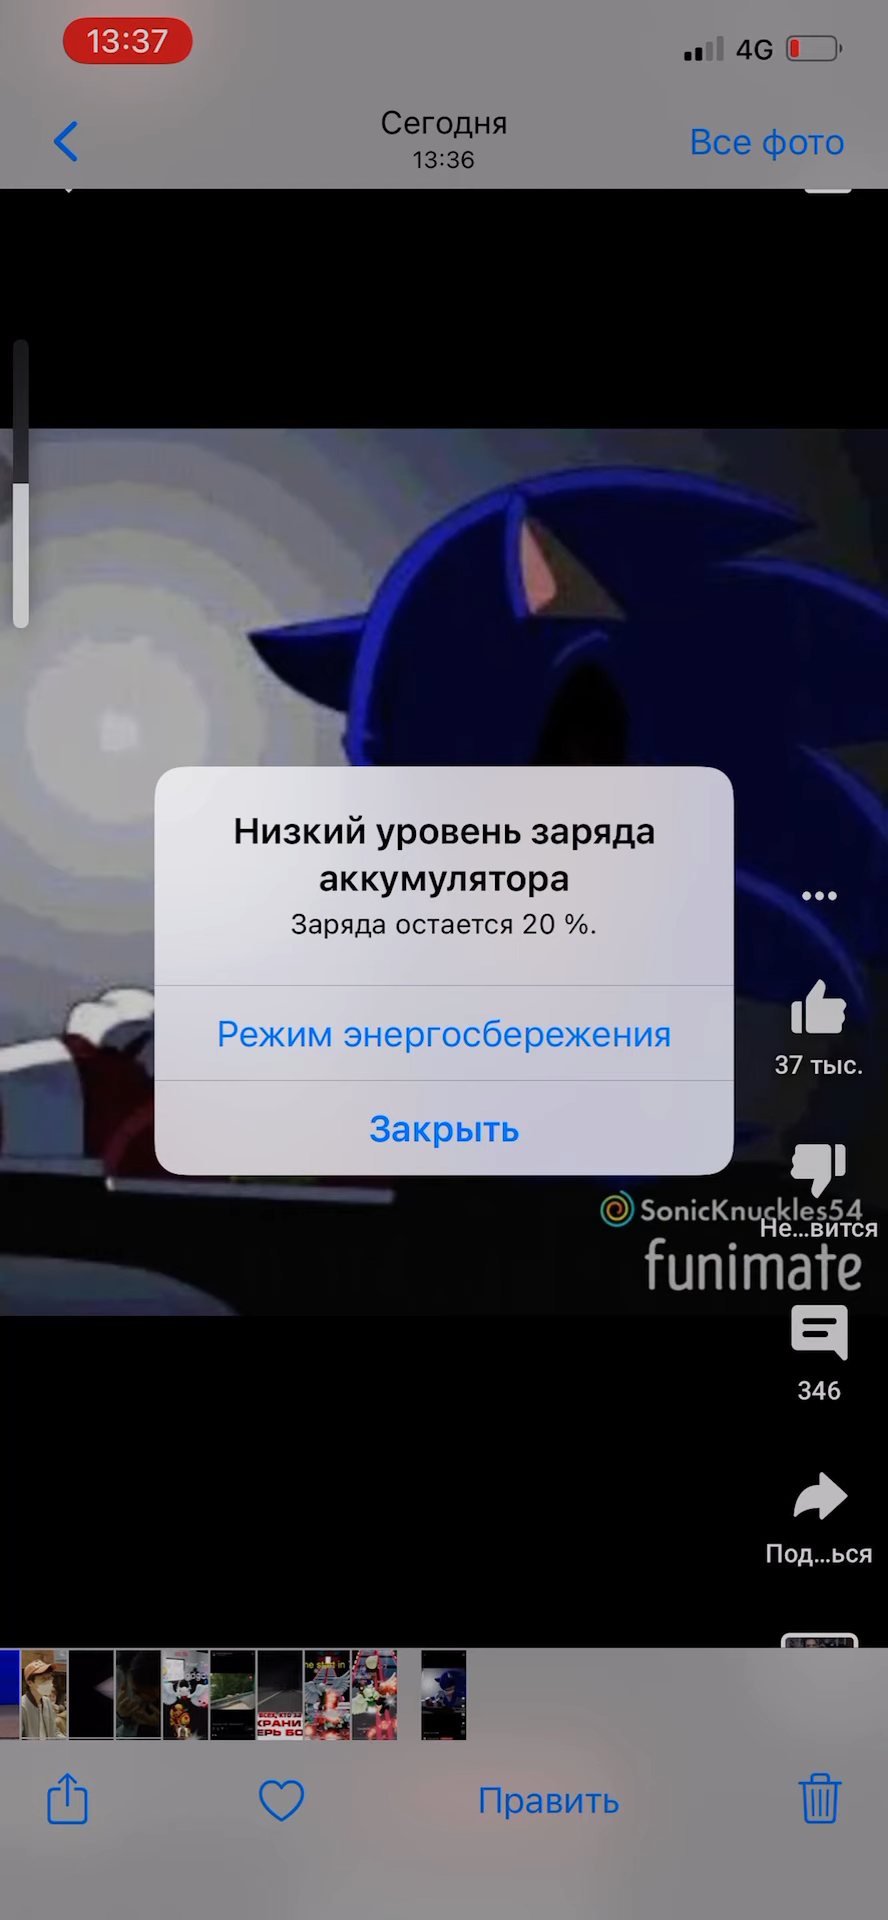 13:37
4G
Сегодня
13:36
Все фото
Низкий уровень заряда
аккумулятора
Заряда остается 20 %.
Режим энергосбережения
Закрыть
37 тыс.
SonicKnuckles54
Не...вится
funimate
346
Под...ься
Править